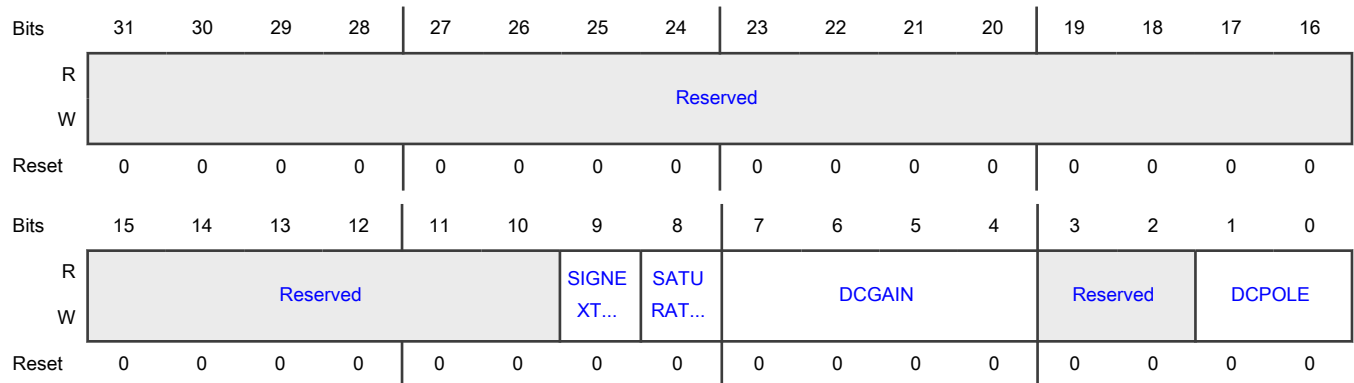 Bits 31 30 29 28 27 26 25 24 23 22 21 20 19 18 17 16
R
Reserved
W
Reset 0 0 0 0 0 0 0 0 0 0 0 0 0 0 0 0
Bits 15 14 13 12 11 10 9 8 7 6 5 4 3 2 1 0
R
Reserved SIGNE XT... SATU RAT... DCGAIN Reserved DCPOLE
W
Reset 0 0 0 0 0 0 0 0 0 0 0 0 0 0 0 0